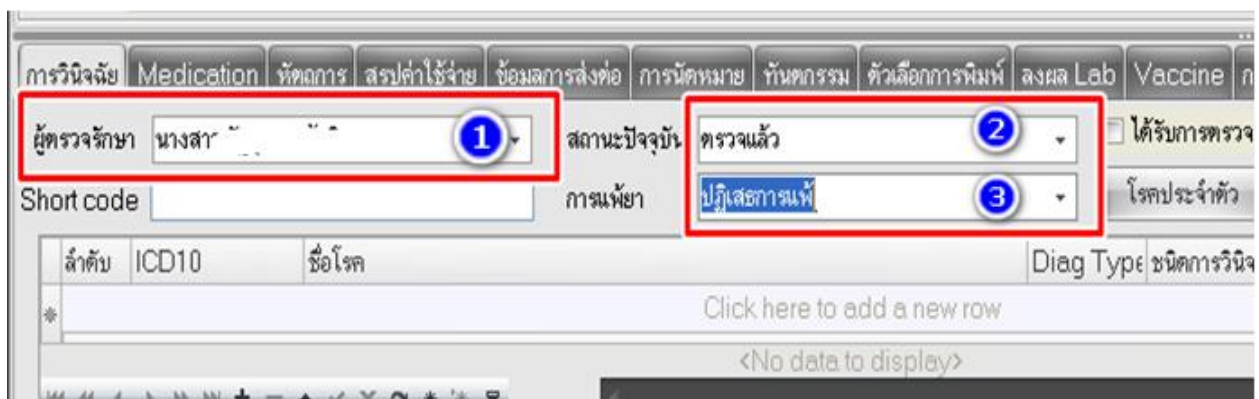 การวินิจฉัย Medication หัตถการ สรุปค่าใช้จ่าย ข้อมูลการส่งต่อ การนัดหมาย ทันตกรรม ตัวเลือกการพิมพ์ ลงผล Lab Vaccine
ผู้ตรวจรักษา นางสา 1 สถานะปัจจุบัน ตรวจแล้ว 2 ได้รับการตรวจ
Short code การแพ้ยา ปฏิเสธการแพ้ 3 โรคประจำตัว
ลำดับ ICD10 ชื่อโรค Diag Type ชนิดการวินิจ
Click here to add a new row
<No data to display>